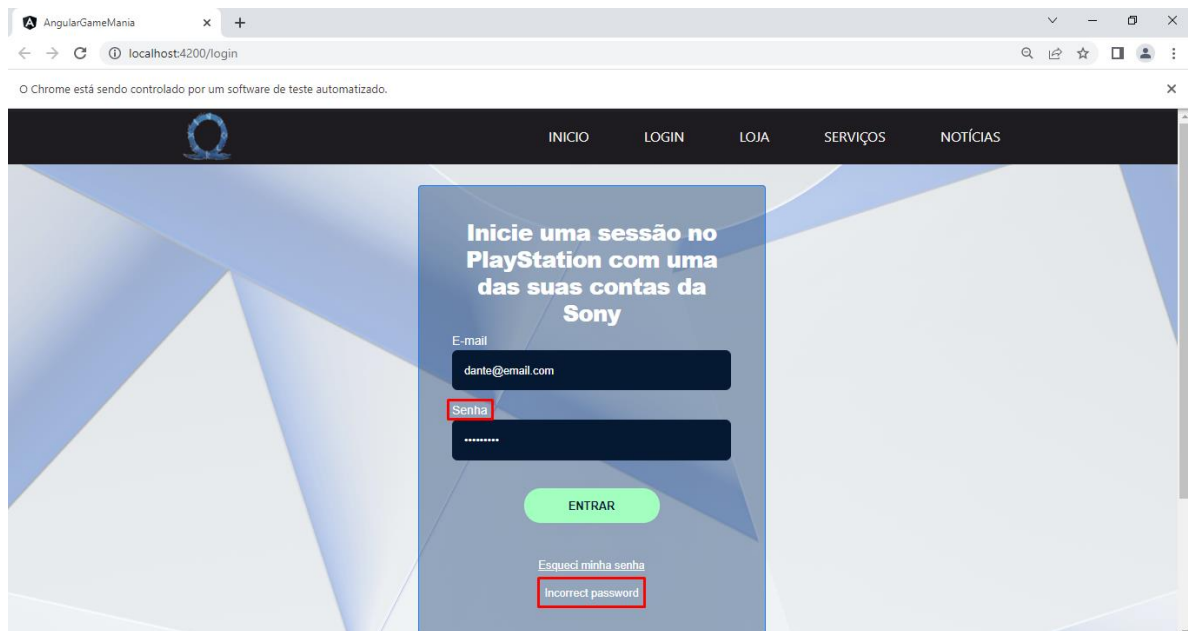 AngularGameMania
localhost:4200/login
O Chrome está sendo controlado por um software de teste automatizado.
INICIO LOGIN LOJA SERVIÇOS NOTÍCIAS
Inicie uma sessão no
PlayStation com uma
das suas contas da
Sony
E-mail
dante@email.com
Senha
ENTRAR
Esqueci minha senha
Incorrect password